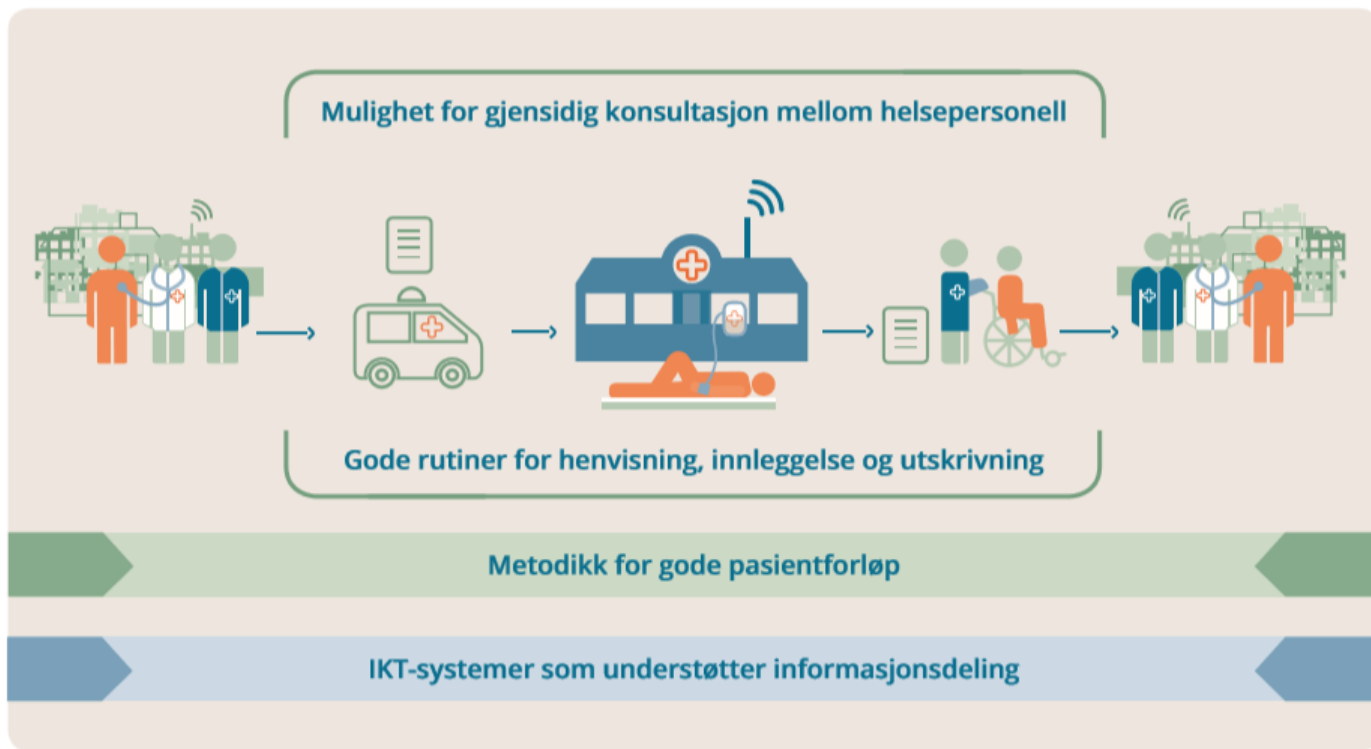 Mulighet for gjensidig konsultasjon mellom helsepersonell
Gode rutiner for henvisning, innleggelse og utskrivning
Metodikk for gode pasientforløp
IKT-systemer som understøtter informasjonsdeling